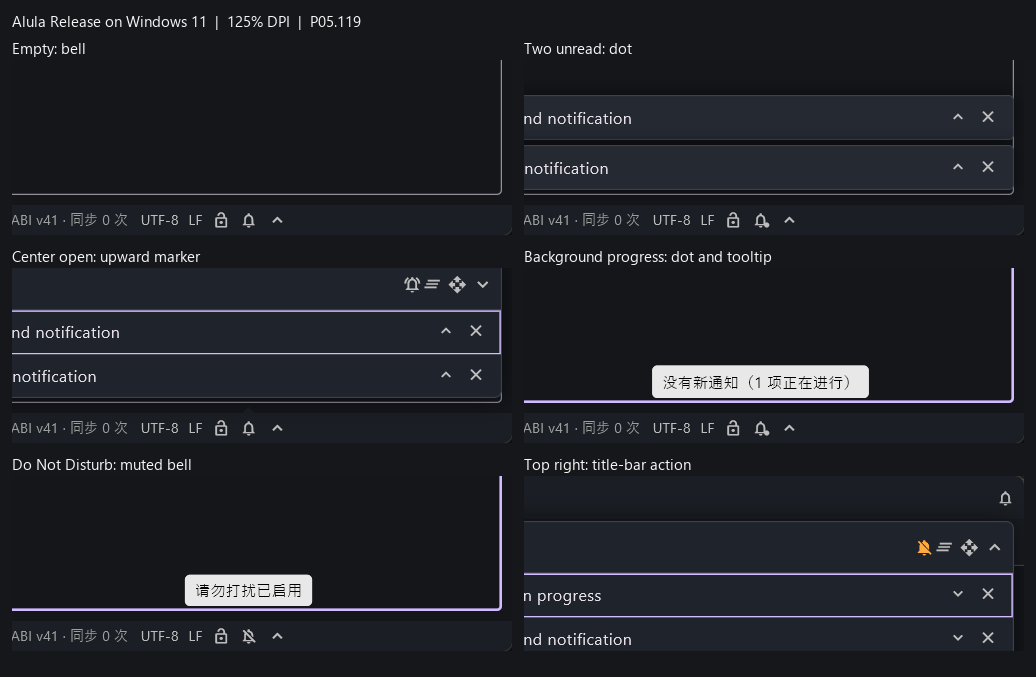 Alula Release on Windows 11 | 125% DPI | P05.119
Empty: bell
ABI v41 · 同步 0 次 UTF-8 LF
Two unread: dot
nd notification
notification
ABI v41 · 同步 0 次 UTF-8 LF
Center open: upward marker
nd notification
notification
ABI v41 · 同步 0 次 UTF-8 LF
Background progress: dot and tooltip
没有新通知（1 项正在进行）
ABI v41 · 同步 0 次 UTF-8 LF
Do Not Disturb: muted bell
请勿打扰已启用
ABI v41 · 同步 0 次 UTF-8 LF
Top right: title-bar action
n progress
nd notification